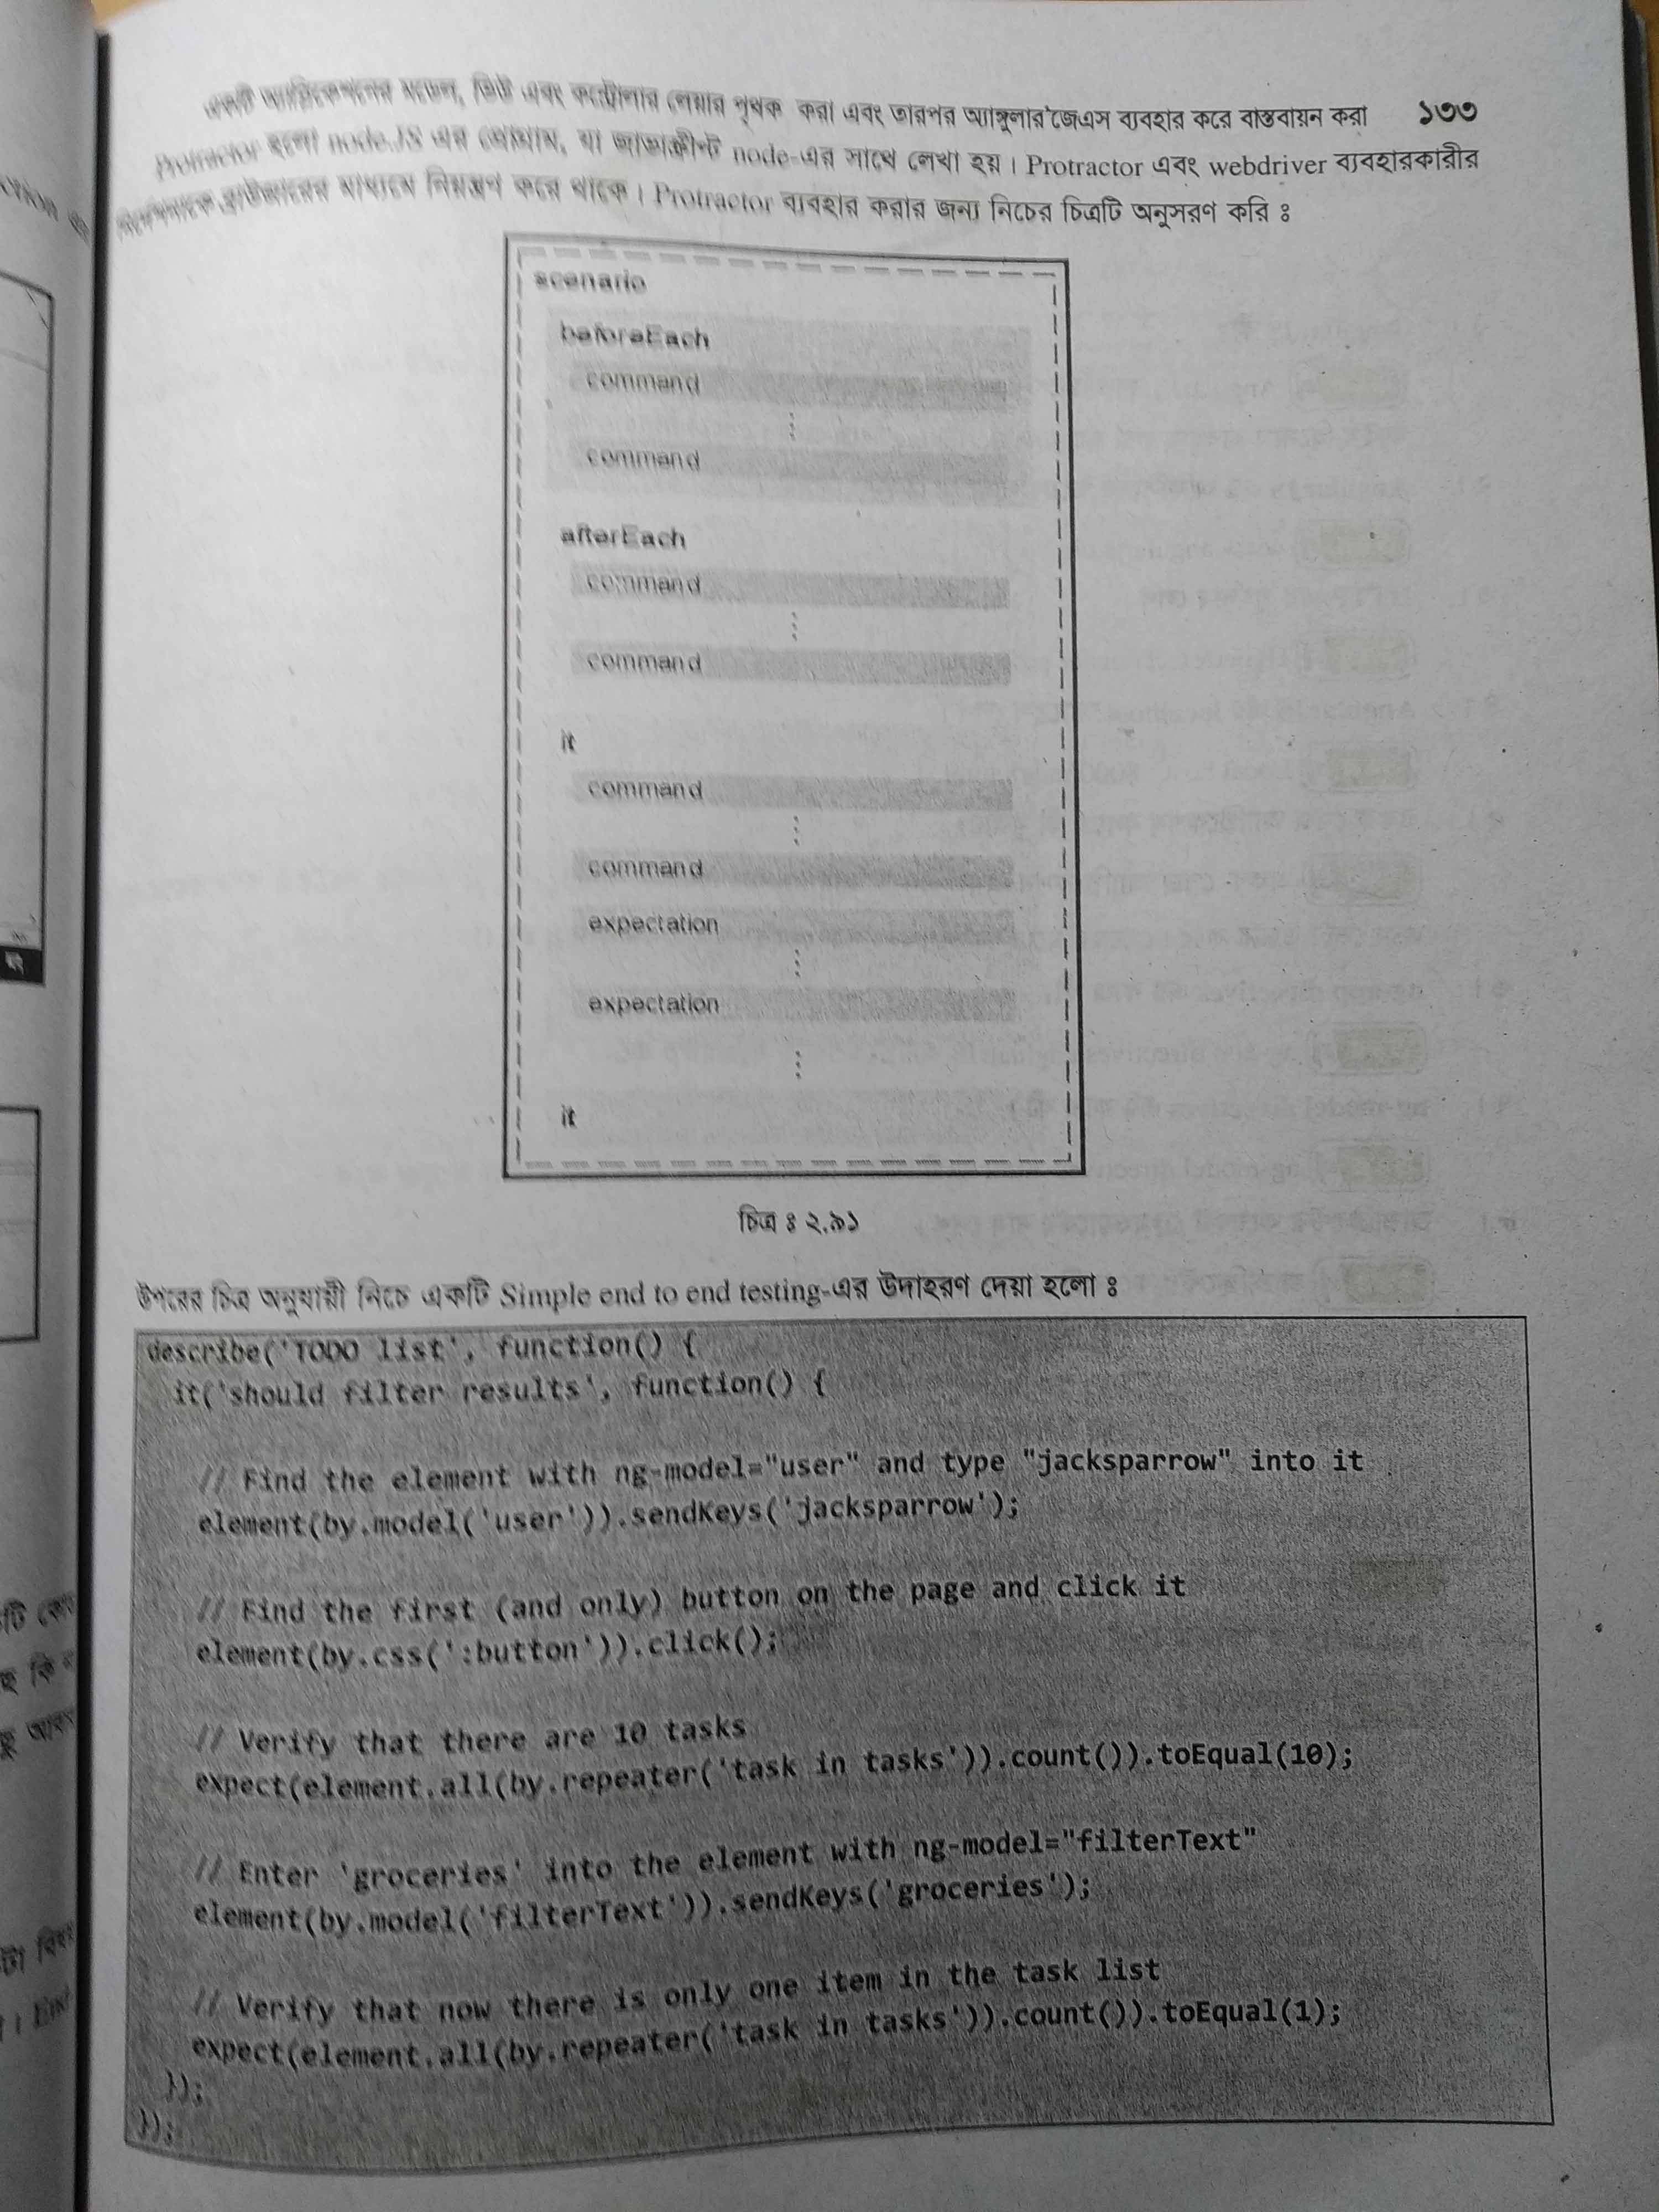 একটি অ্যাপ্লিকেশনের মডেল, ভিউ এবং কন্ট্রোলার লেয়ার পৃথক করা এবং তারপর অ্যাঙ্গুলার জেএস ব্যবহার করে বাস্তবায়ন করা ১৩৩
Protractor হলো node.JS এর প্রোগ্রাম, যা জাভাস্ক্রীপ্ট node-এর সাথে লেখা হয়। Protractor এবং webdriver ব্যবহারকারীর
ব্রাউজারের মাধ্যমে নিয়ন্ত্রণ করে থাকে। Protractor ব্যবহার করার জন্য নিচের চিত্রটি অনুসরণ করি ঃ
scenario
beforeEach
command
⋮
command
afterEach
command
⋮
command
it
command
⋮
command
expectation
⋮
expectation
⋮
it
চিত্র ঃ ২.৯১
উপরের চিত্র অনুযায়ী নিচে একটি Simple end to end testing-এর উদাহরণ দেয়া হলো ঃ
describe('TODO list', function() {
it('should filter results', function() {
// Find the element with ng-model="user" and type "jacksparrow" into it
element(by.model('user')).sendKeys('jacksparrow');
// Find the first (and only) button on the page and click it
element(by.css(':button')).click();
// Verify that there are 10 tasks
expect(element.all(by.repeater('task in tasks')).count()).toEqual(10);
// Enter 'groceries' into the element with ng-model="filterText"
element(by.model('filterText')).sendKeys('groceries');
// Verify that now there is only one item in the task list
expect(element.all(by.repeater('task in tasks')).count()).toEqual(1);
});
});